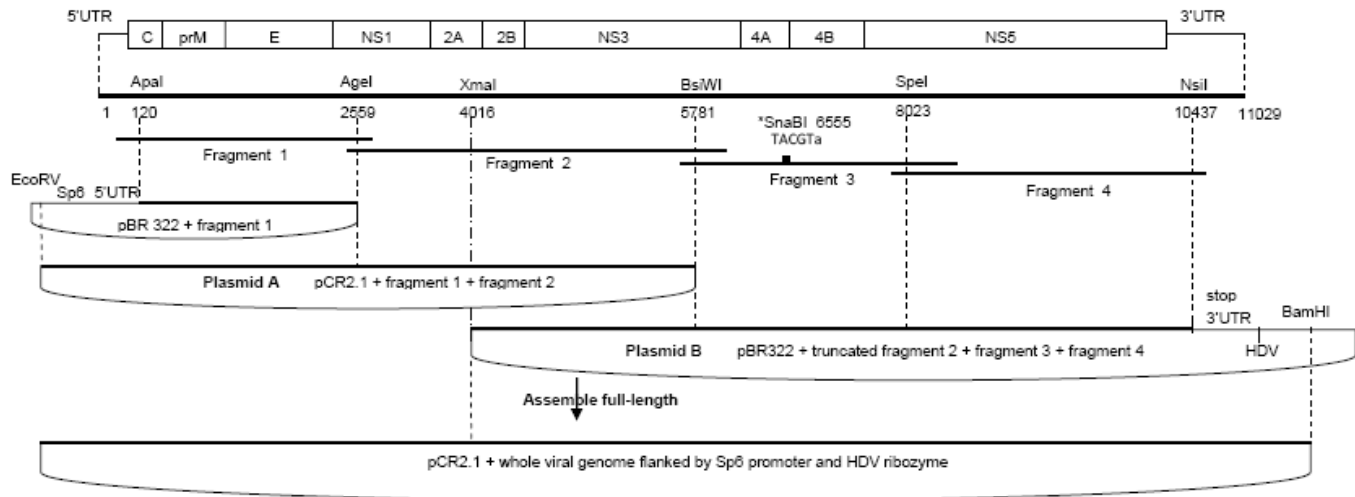 5'UTR 3'UTR
C prM E NS1 2A 2B NS3 4A 4B NS5
ApaI AgeI XmaI BsiWI SpeI NsiI
1 120 2559 4016 5781 8023 10437 11029
*SnaBI 6555
TACGTa
Fragment 1 Fragment 2 Fragment 3 Fragment 4
EcoRV
Sp6 5'UTR
pBR 322 + fragment 1
Plasmid A pCR2.1 + fragment 1 + fragment 2
stop
3'UTR BamHI
Plasmid B pBR322 + truncated fragment 2 + fragment 3 + fragment 4 HDV
Assemble full-length
pCR2.1 + whole viral genome flanked by Sp6 promoter and HDV ribozyme